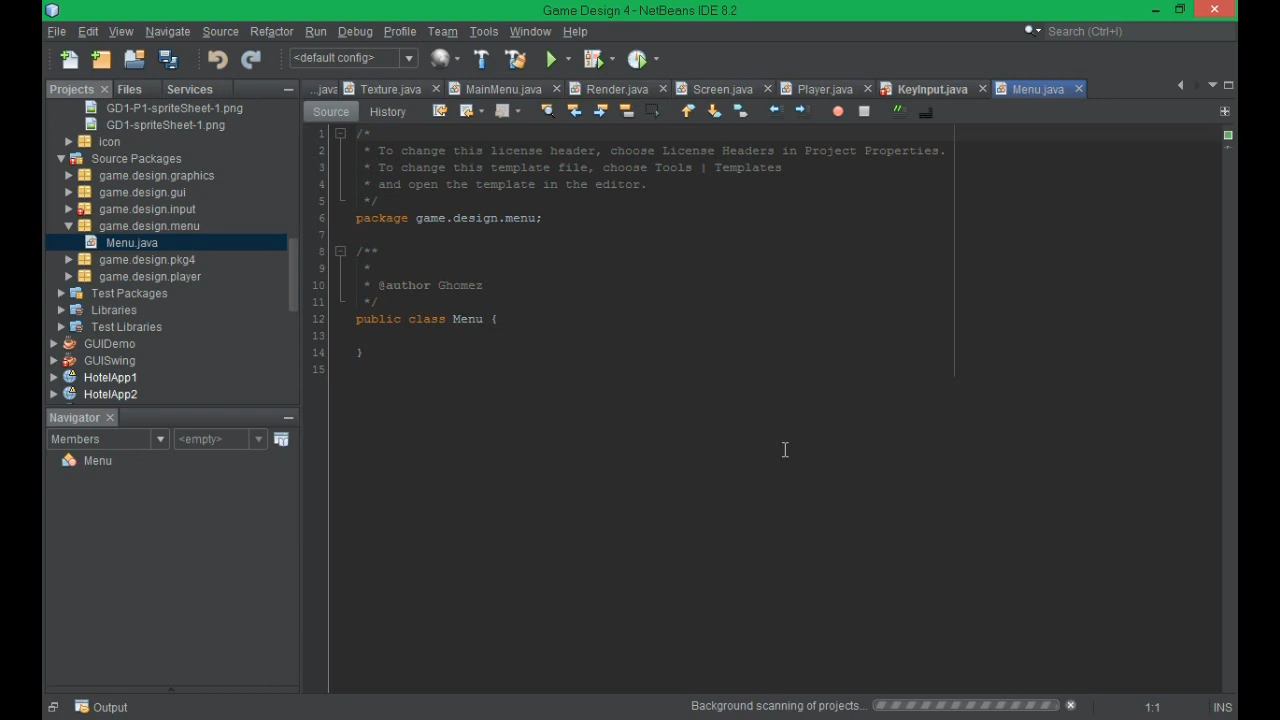 Game Design 4 - NetBeans IDE 8.2
File Edit View Navigate Source Refactor Run Debug Profile Team Tools Window Help
Search (Ctrl+I)
<default config>
Projects Files Services
...java Texture.java MainMenu.java Render.java Screen.java Player.java KeyInput.java Menu.java
Source History
GD1-P1-spriteSheet-1.png
GD1-spriteSheet-1.png
icon
Source Packages
game.design.graphics
game.design.gui
game.design.input
game.design.menu
Menu.java
game.design.pkg4
game.design.player
Test Packages
Libraries
Test Libraries
GUIDemo
GUISwing
HotelApp1
HotelApp2
Navigator
Members <empty>
Menu
1 /*
2 * To change this license header, choose License Headers in Project Properties.
3 * To change this template file, choose Tools | Templates
4 * and open the template in the editor.
5 */
6 package game.design.menu;
7
8 /**
9 *
10 * @author Ghomez
11 */
12 public class Menu {
13
14 }
15
Output
Background scanning of projects...
1:1 INS